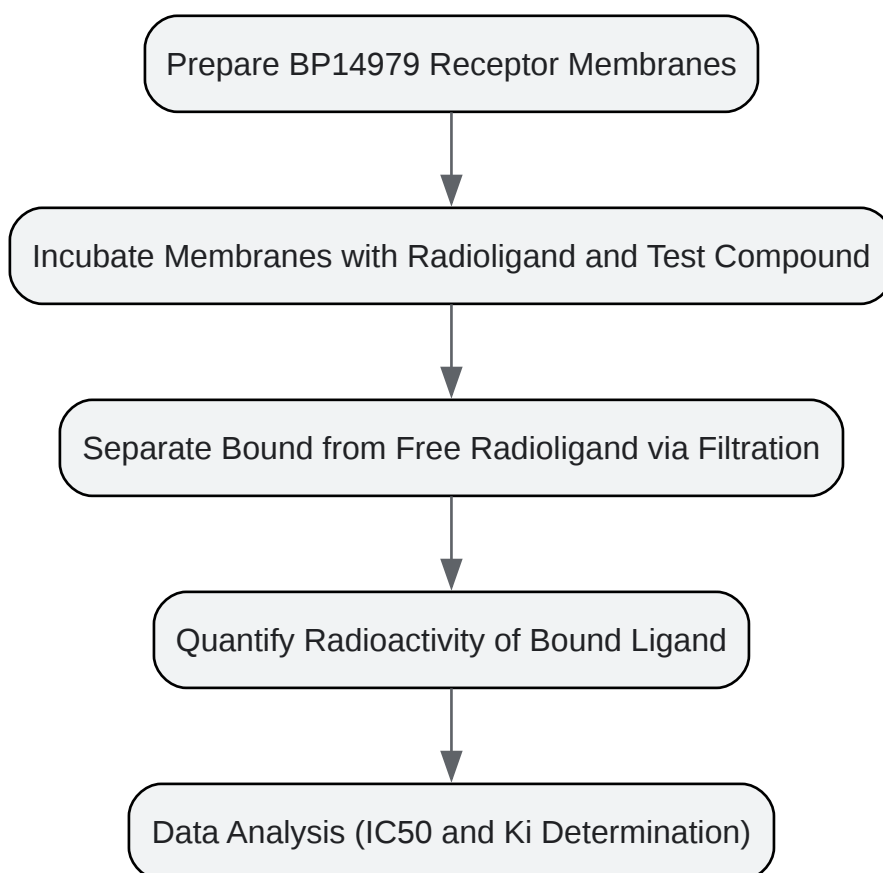 Prepare BP14979 Receptor Membranes
Incubate Membranes with Radioligand and Test Compound
Separate Bound from Free Radioligand via Filtration
Quantify Radioactivity of Bound Ligand
Data Analysis (IC50 and Ki Determination)